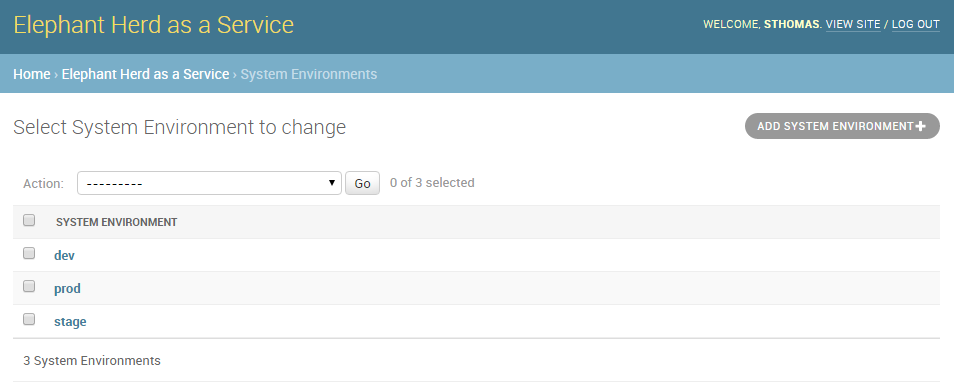 Elephant Herd as a Service
WELCOME, STHOMAS. VIEW SITE / LOG OUT
Home › Elephant Herd as a Service › System Environments
Select System Environment to change
ADD SYSTEM ENVIRONMENT +
Action: --------- Go 0 of 3 selected
SYSTEM ENVIRONMENT
dev
prod
stage
3 System Environments